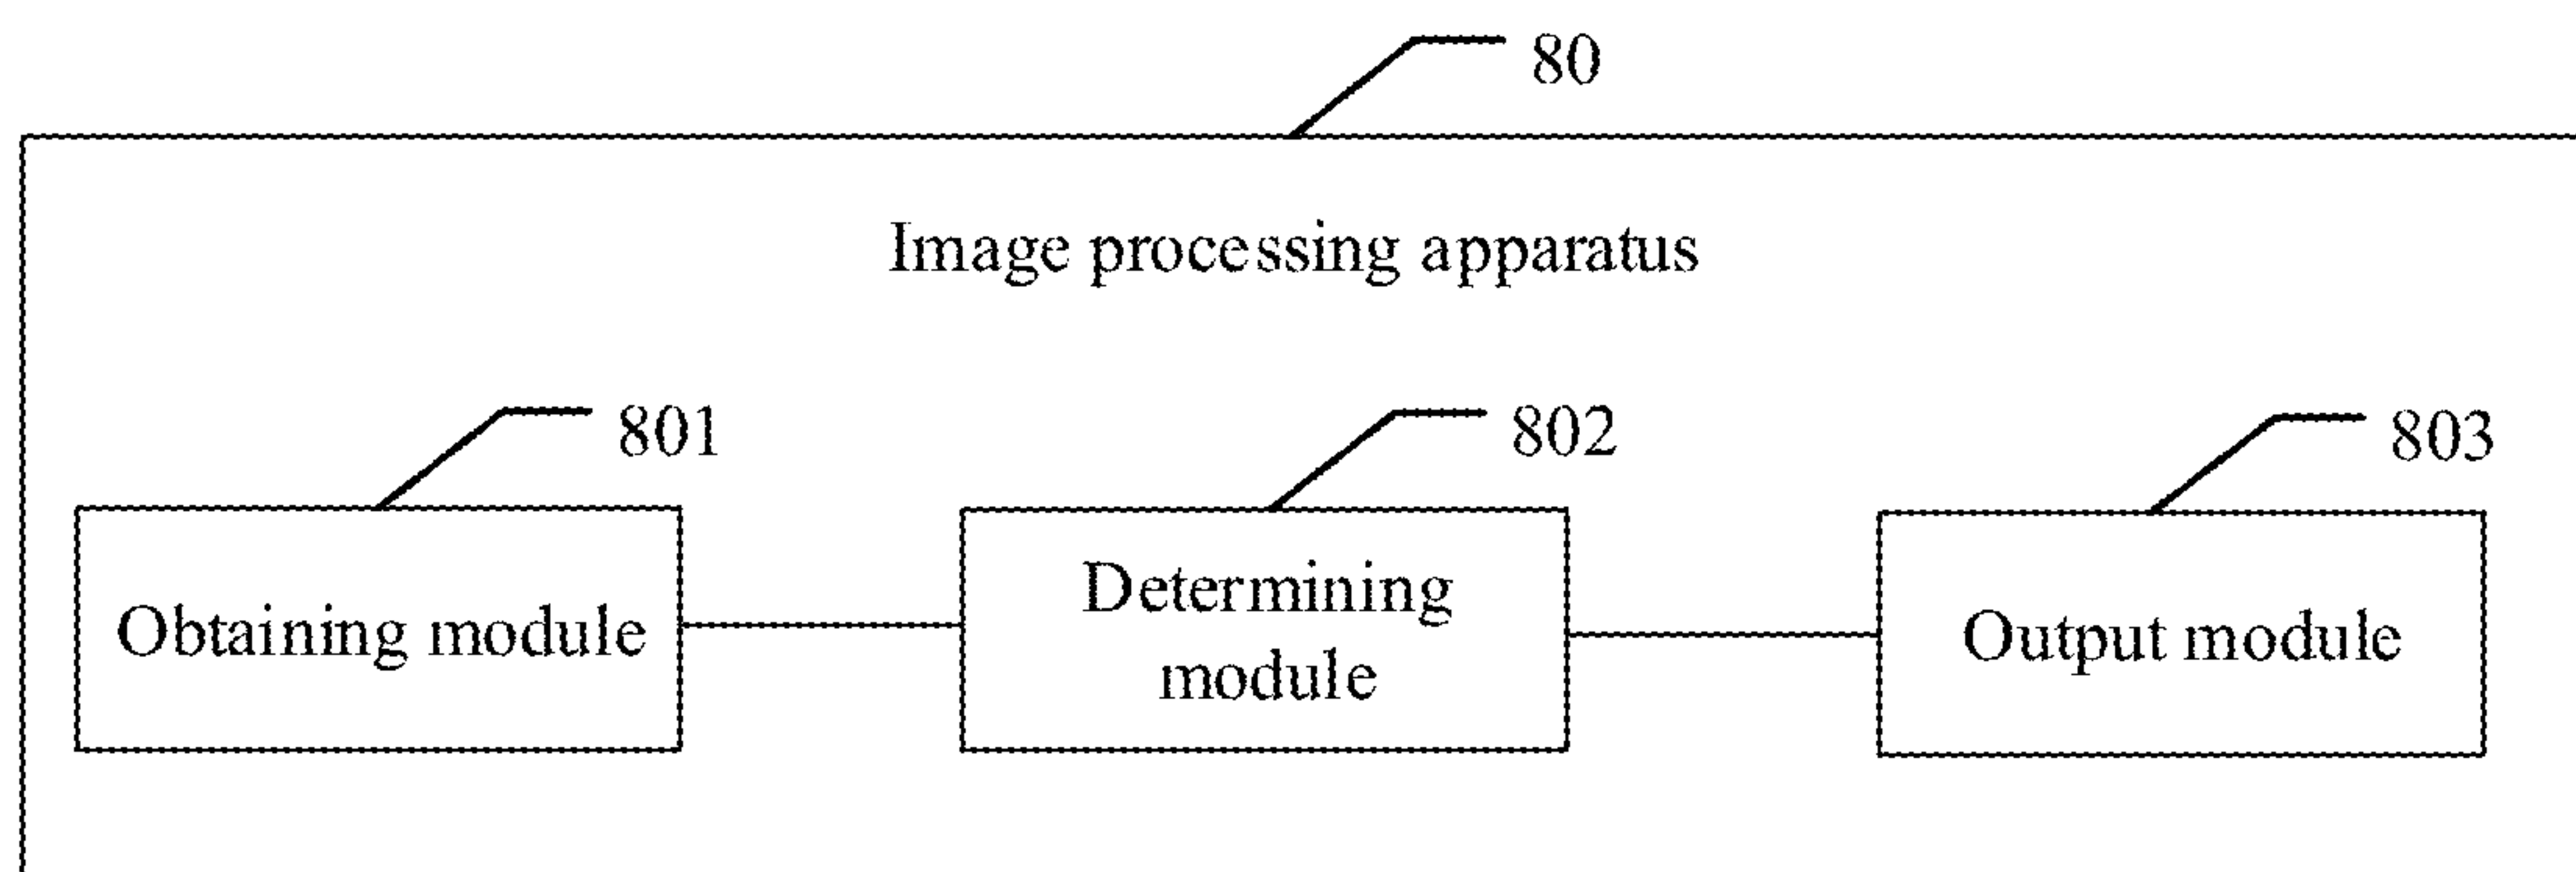 80
Image processing apparatus
801
802
803
Obtaining module
Determining
module
Output module